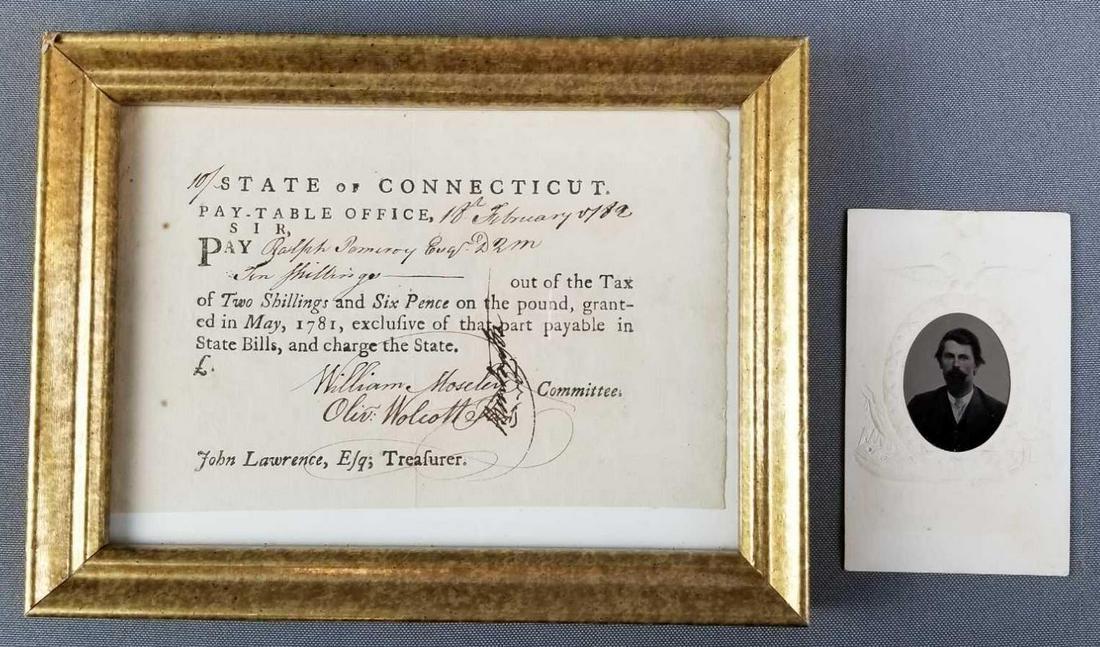 10/ STATE OF CONNECTICUT.
PAY-TABLE OFFICE, 18th February 1782
SIR,
PAY Ralph Pomeroy Esqr D2m
Ten Shillings
out of the Tax
of Two Shillings and Six Pence on the pound, grant-
ed in May, 1781, exclusive of that part payable in
State Bills, and charge the State.
£.
William Moseley
Committee.
Olivr. Wolcott Jr
John Lawrence, Esq; Treasurer.